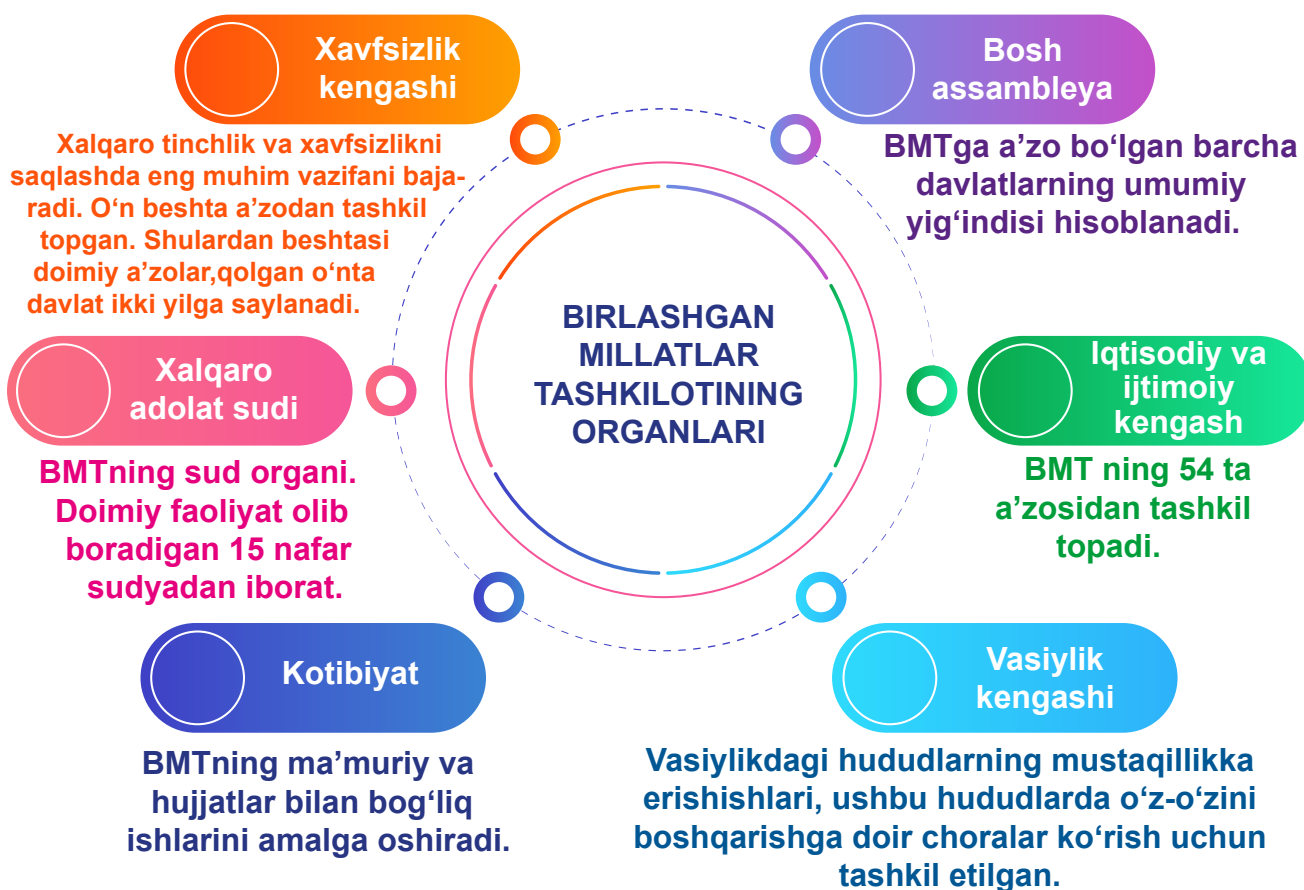 Xavfsizlik
kengashi
Xalqaro tinchlik va xavfsizlikni
saqlashda eng muhim vazifani baja-
radi. O‘n beshta a’zodan tashkil
topgan. Shulardan beshtasi
doimiy a’zolar,qolgan o‘nta
davlat ikki yilga saylanadi.
Bosh
assambleya
BMTga a’zo bo‘lgan barcha
davlatlarning umumiy
yig‘indisi hisoblanadi.
BIRLASHGAN
MILLATLAR
TASHKILOTINING
ORGANLARI
Xalqaro
adolat sudi
BMTning sud organi.
Doimiy faoliyat olib
boradigan 15 nafar
sudyadan iborat.
Iqtisodiy va
ijtimoiy
kengash
BMT ning 54 ta
a’zosidan tashkil
topadi.
Kotibiyat
BMTning ma’muriy va
hujjatlar bilan bog‘liq
ishlarini amalga oshiradi.
Vasiylik
kengashi
Vasiylikdagi hududlarning mustaqillikka
erishishlari, ushbu hududlarda o‘z-o‘zini
boshqarishga doir choralar ko‘rish uchun
tashkil etilgan.